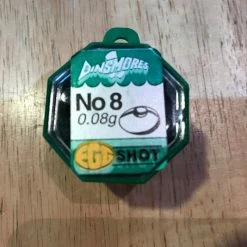 DINSMORES
No 8
0.08g
EGG SHOT